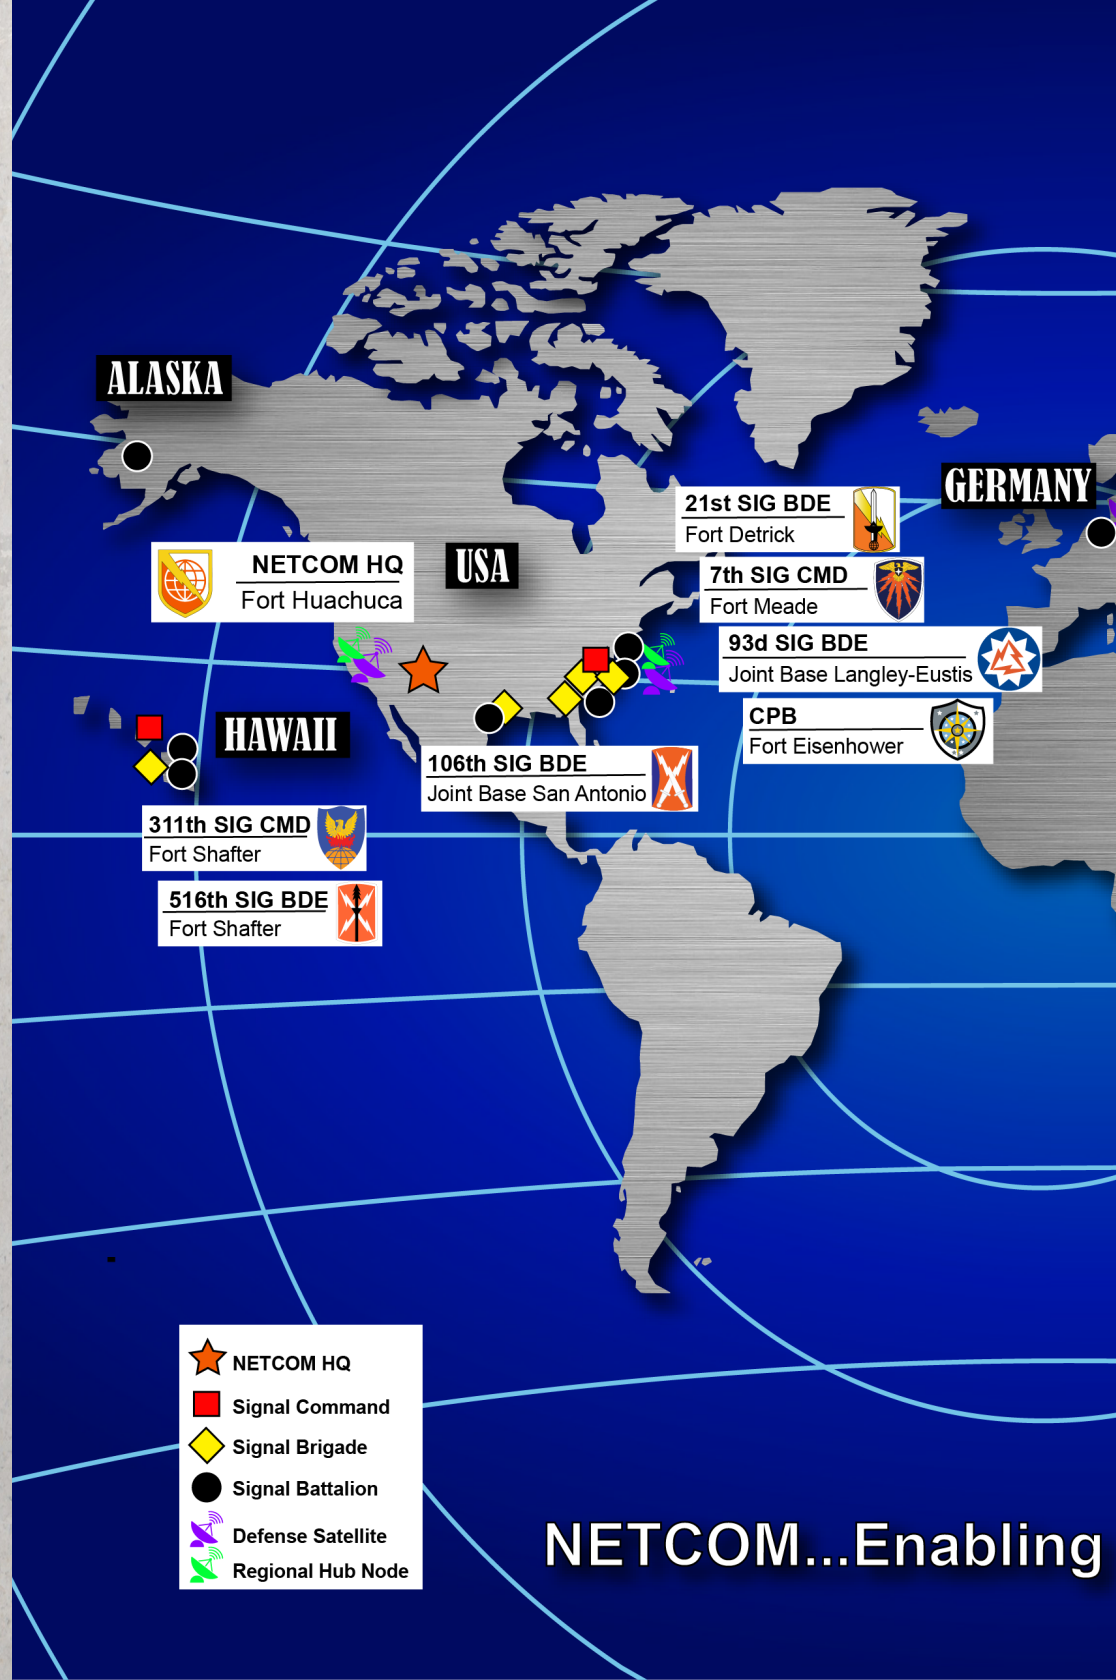 ALASKA
GERMANY
21st SIG BDE
Fort Detrick
NETCOM HQ
Fort Huachuca
USA
7th SIG CMD
Fort Meade
93d SIG BDE
Joint Base Langley-Eustis
CPB
Fort Eisenhower
HAWAII
106th SIG BDE
Joint Base San Antonio
311th SIG CMD
Fort Shafter
516th SIG BDE
Fort Shafter
NETCOM HQ
Signal Command
Signal Brigade
Signal Battalion
Defense Satellite
Regional Hub Node
NETCOM...Enabling